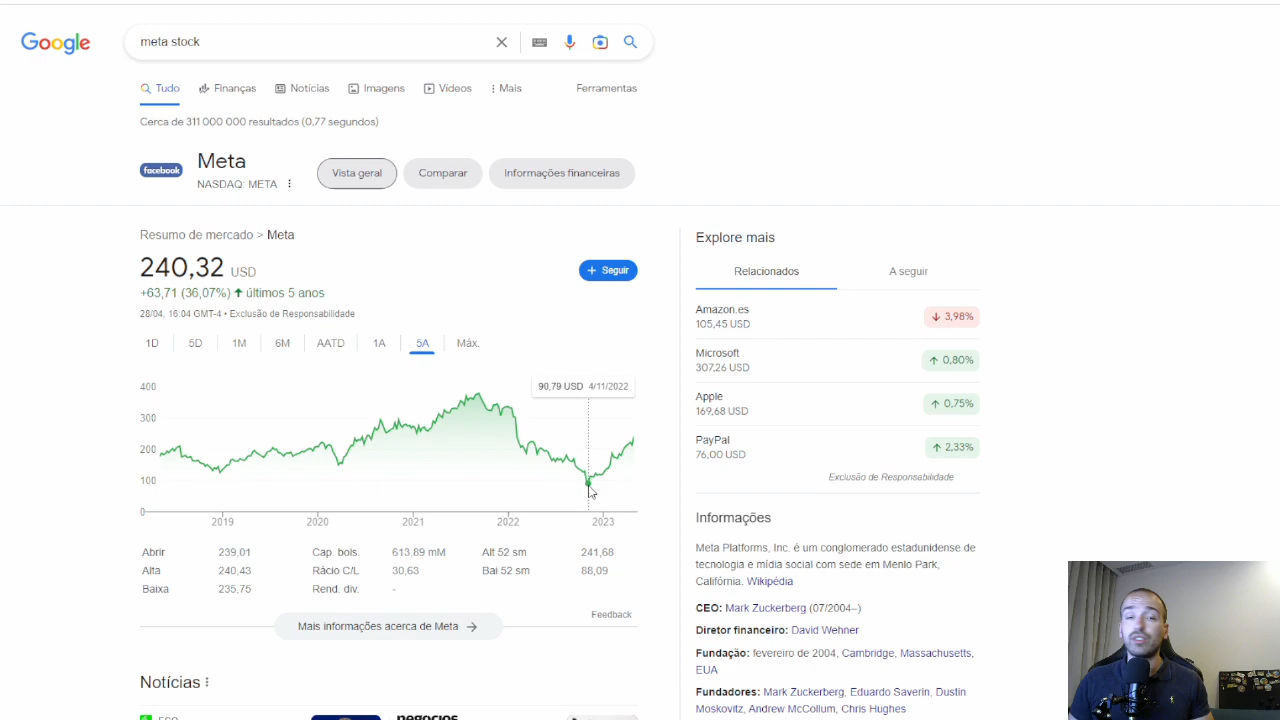 Google
meta stock
Tudo
Finanças
Notícias
Imagens
Vídeos
Mais
Ferramentas
Cerca de 311 000 000 resultados (0,77 segundos)
facebook
Meta
NASDAQ: META
Vista geral
Comparar
Informações financeiras
Resumo de mercado > Meta
240,32 USD
+ Seguir
+63,71 (36,07%) ↑ últimos 5 anos
28/04, 16:04 GMT-4 • Exclusão de Responsabilidade
1D
5D
1M
6M
AATD
1A
5A
Máx.
90,79 USD 4/11/2022
400
300
200
100
0
2019
2020
2021
2022
2023
Abrir 239,01 Cap. bols. 613,89 mM Alt 52 sm 241,68
Alta 240,43 Rácio C/L 30,63 Bai 52 sm 88,09
Baixa 235,75 Rend. div. -
Feedback
Mais informações acerca de Meta →
Notícias
negócios
Explore mais
Relacionados
A seguir
Amazon.es
105,45 USD
↓ 3,98%
Microsoft
307,26 USD
↑ 0,80%
Apple
169,68 USD
↑ 0,75%
PayPal
76,00 USD
↑ 2,33%
Exclusão de Responsabilidade
Informações
Meta Platforms, Inc. é um conglomerado estadunidense de
tecnologia e mídia social com sede em Menlo Park,
Califórnia. Wikipédia
CEO: Mark Zuckerberg (07/2004–)
Diretor financeiro: David Wehner
Fundação: fevereiro de 2004, Cambridge, Massachusetts,
EUA
Fundadores: Mark Zuckerberg, Eduardo Saverin, Dustin
Moskovitz, Andrew McCollum, Chris Hughes